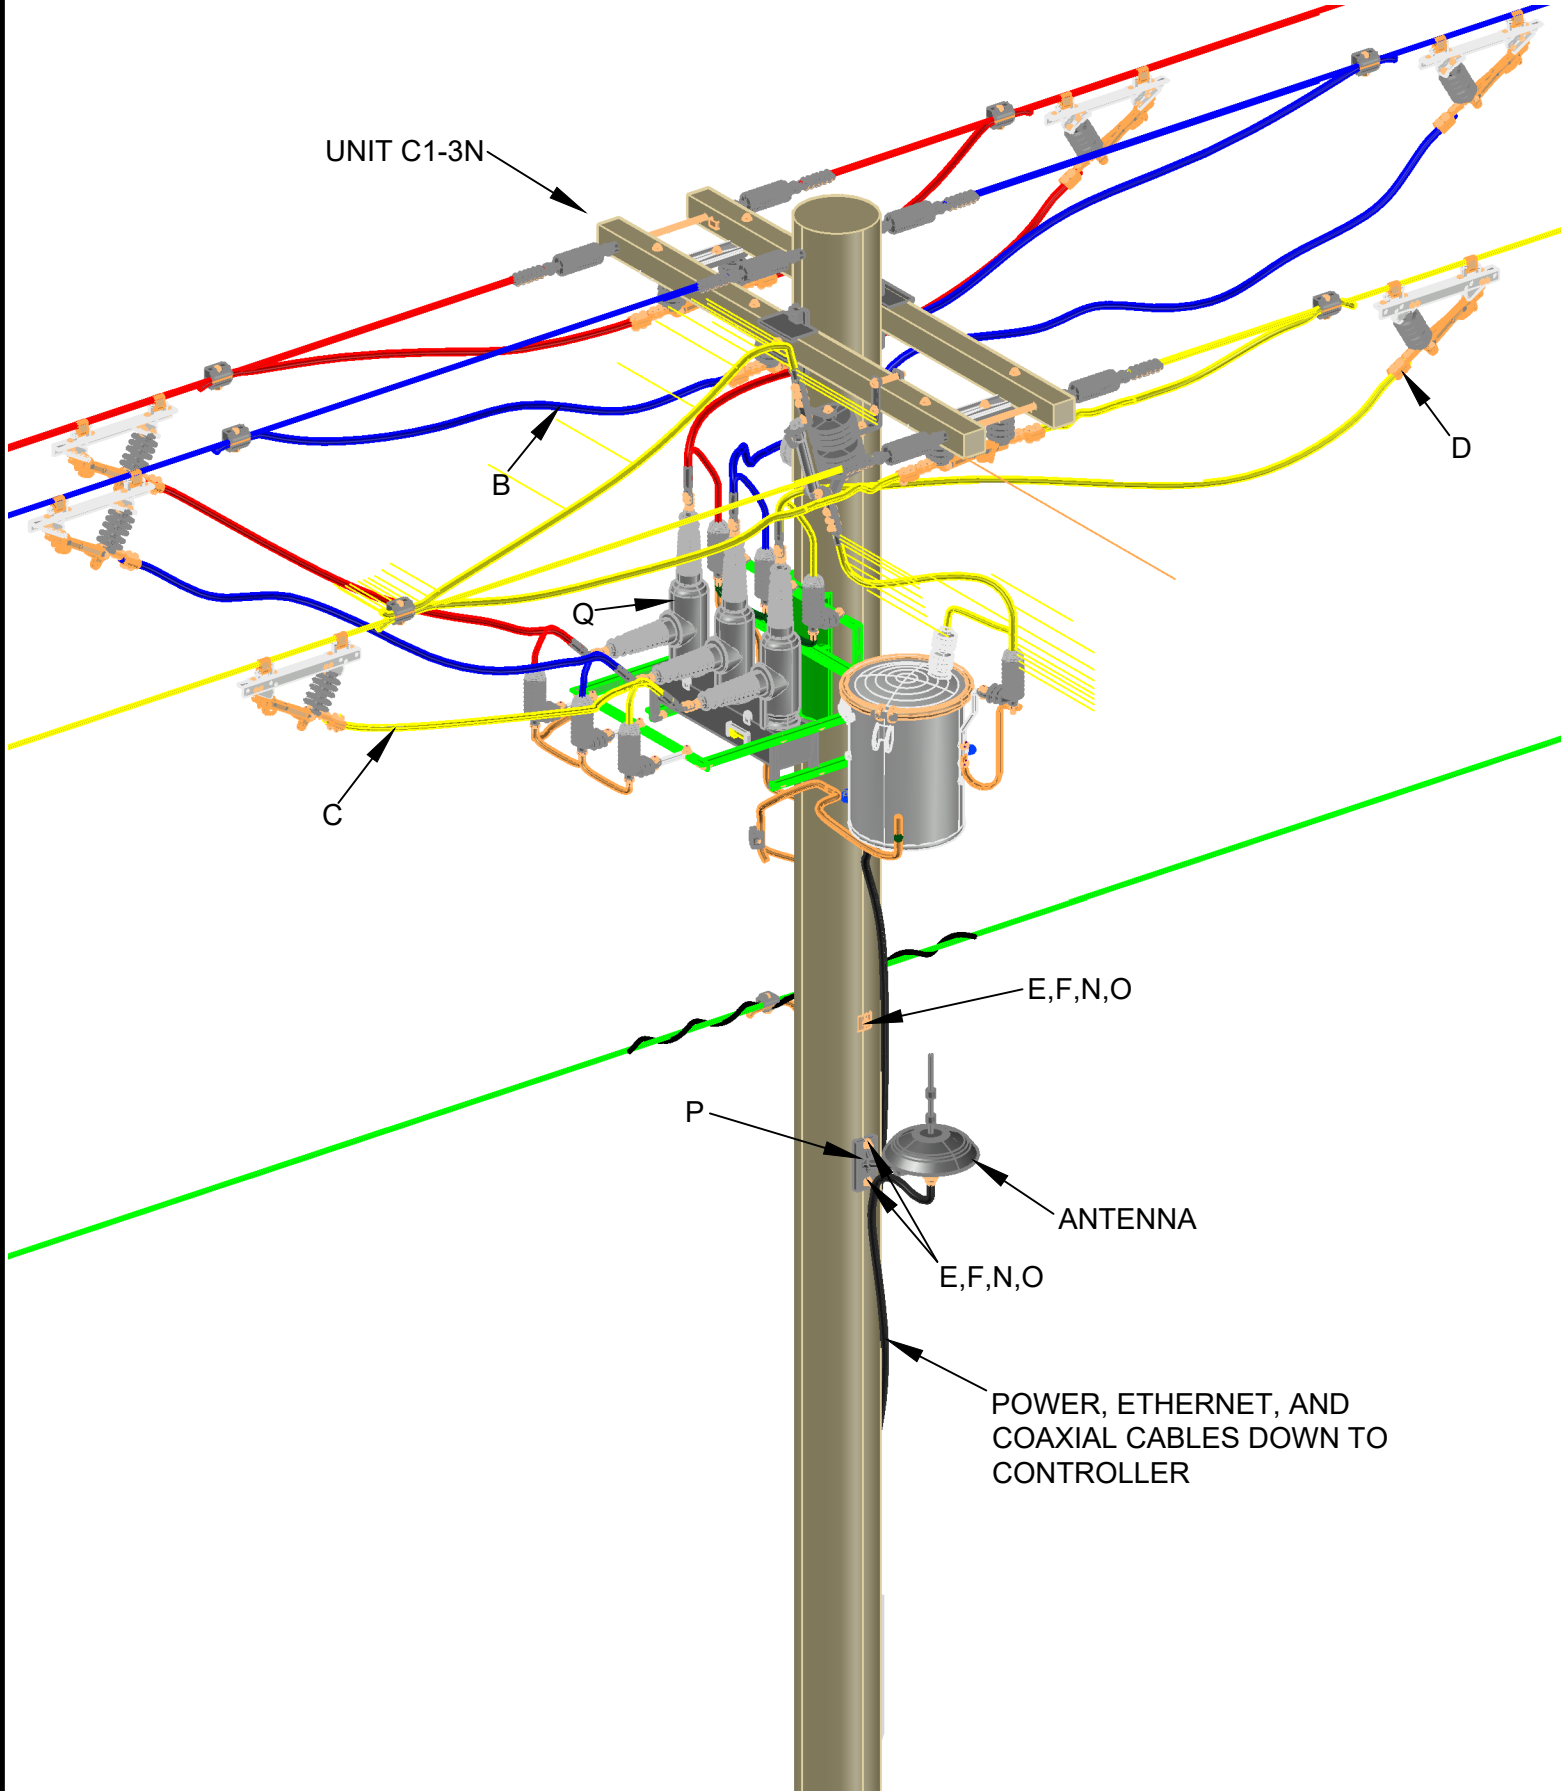 UNIT C1-3N
B
D
Q
C
E,F,N,O
P
ANTENNA
E,F,N,O
POWER, ETHERNET, AND
COAXIAL CABLES DOWN TO
CONTROLLER